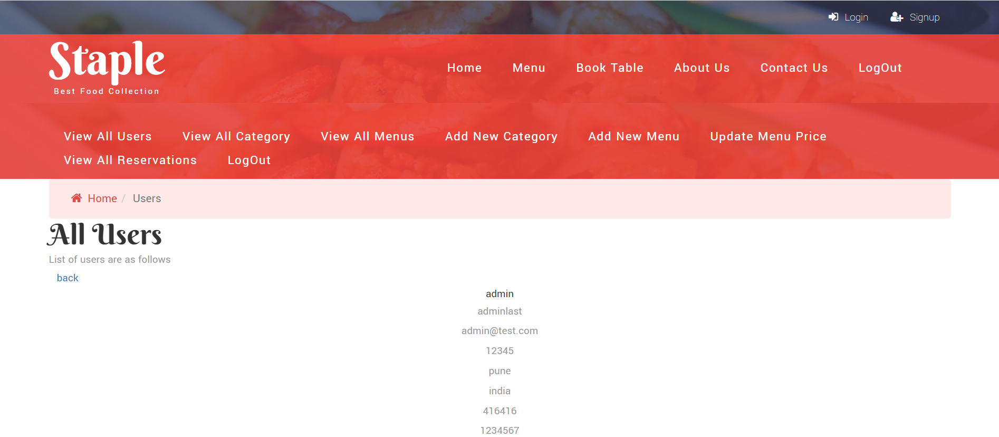 Login Signup
Staple
Best Food Collection
Home Menu Book Table About Us Contact Us LogOut
View All Users View All Category View All Menus Add New Category Add New Menu Update Menu Price
View All Reservations LogOut
Home / Users
All Users
List of users are as follows
back
admin
adminlast
admin@test.com
12345
pune
india
416416
1234567